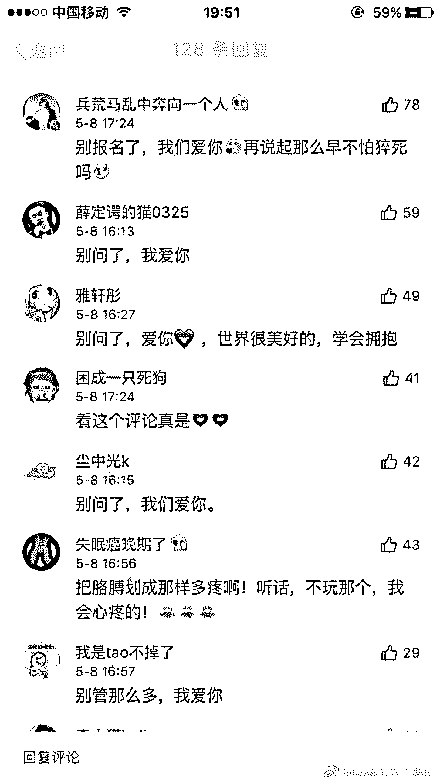 中国移动
19:51
59%
返回
128 条回复
兵荒马乱中奔向一个人
78
5-8 17:24
别报名了，我们爱你再说起那么早不怕猝死
吗
薛定谔的猫0325
59
5-8 16:13
别问了，我爱你
雅轩彤
49
5-8 16:27
别问了，爱你，世界很美好的，学会拥抱
困成一只死狗
41
5-8 17:24
看这个评论真是
尘中光k
42
5-8 16:15
别问了，我们爱你。
失眠癌晚期了
43
5-8 16:56
把胳膊划成那样多疼啊！听话，不玩那个，我
会心疼的！
我是tao不掉了
29
5-8 16:57
别管那么多，我爱你
回复评论